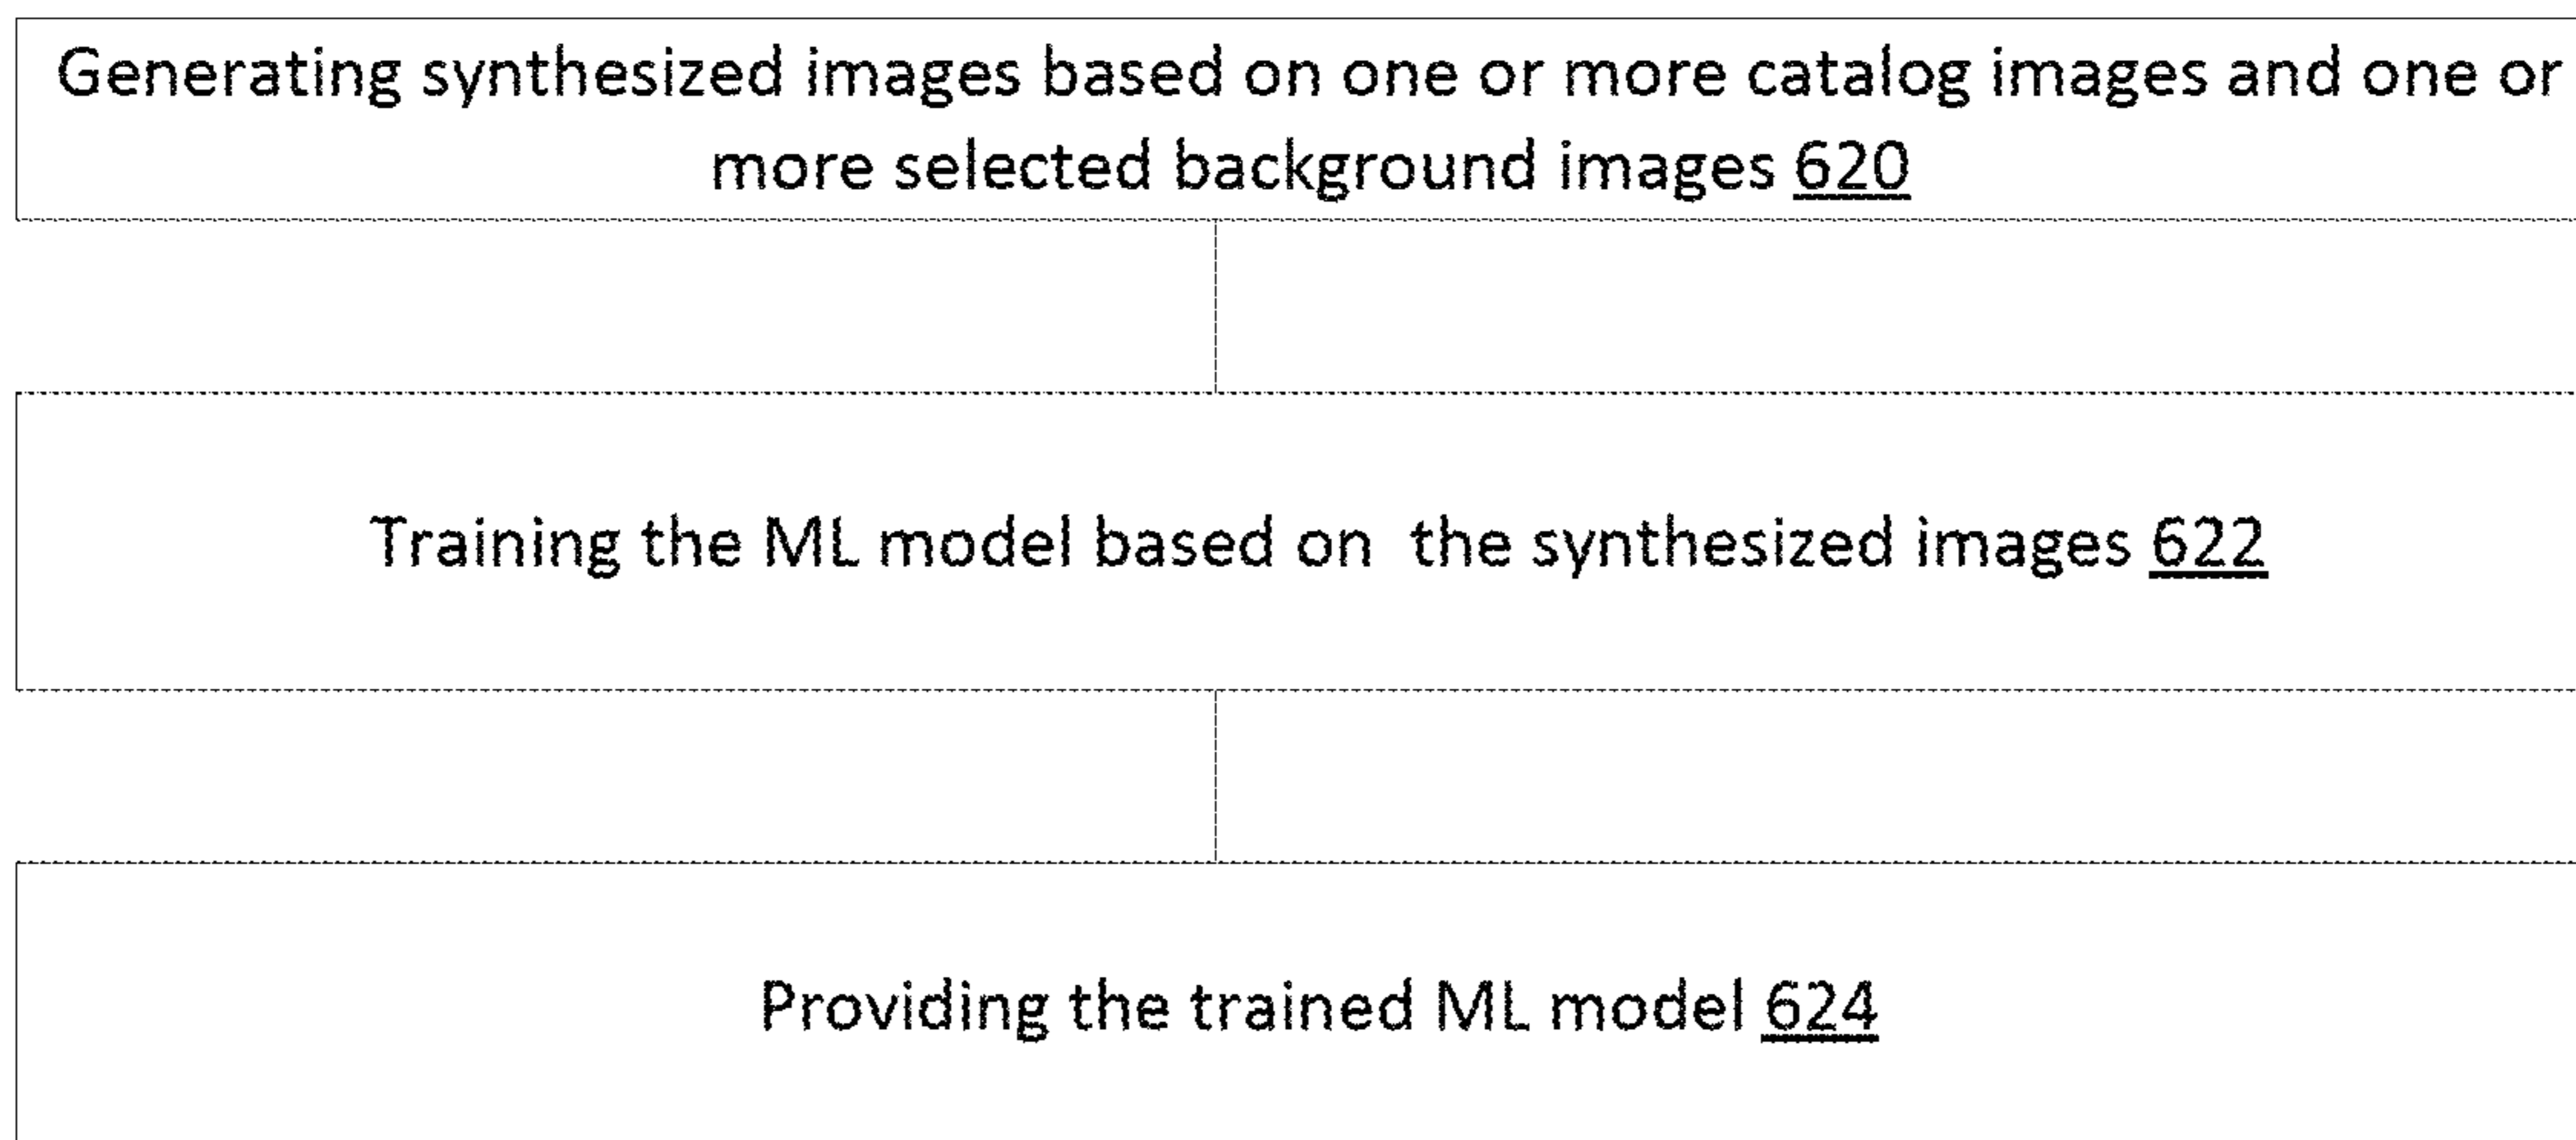 Generating synthesized images based on one or more catalog images and one or
more selected background images 620
Training the ML model based on the synthesized images 622
Providing the trained ML model 624